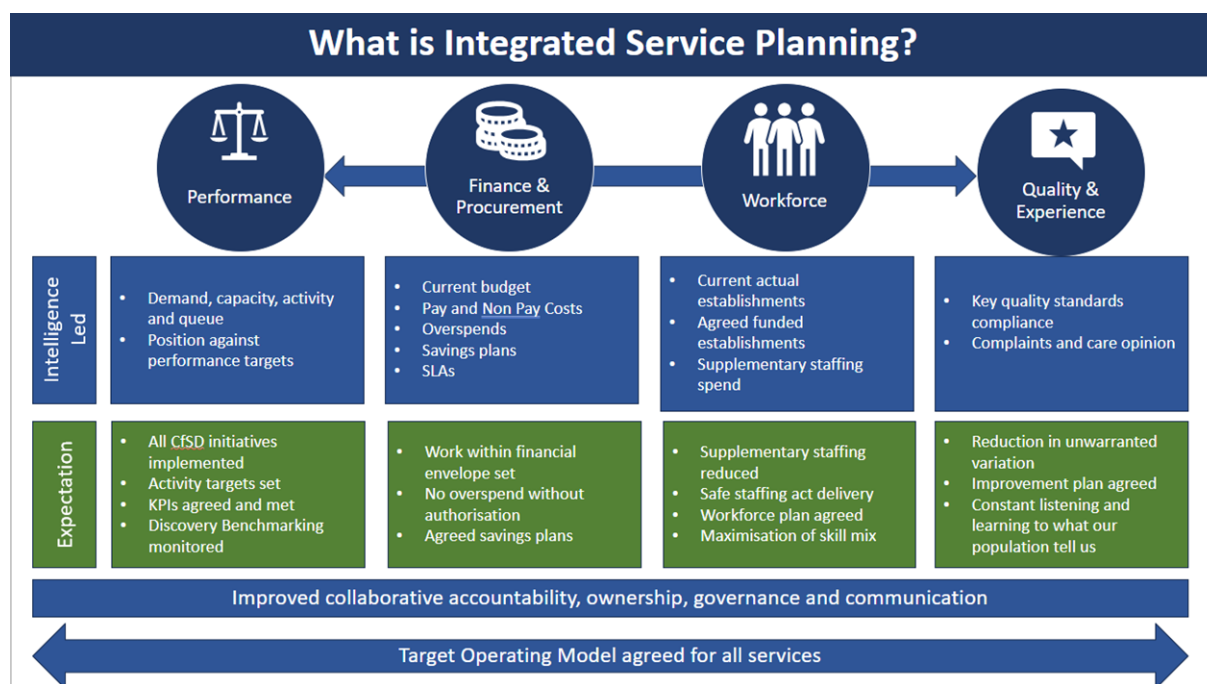 What is Integrated Service Planning?
Performance
Finance &
Procurement
Workforce
Quality &
Experience
Intelligence
Led
• Demand, capacity, activity
and queue
• Position against
performance targets
• Current budget
• Pay and Non Pay Costs
• Overspends
• Savings plans
• SLAs
• Current actual
establishments
• Agreed funded
establishments
• Supplementary staffing
spend
• Key quality standards
compliance
• Complaints and care opinion
Expectation
• All CfSD initiatives
implemented
• Activity targets set
• KPIs agreed and met
• Discovery Benchmarking
monitored
• Work within financial
envelope set
• No overspend without
authorisation
• Agreed savings plans
• Supplementary staffing
reduced
• Safe staffing act delivery
• Workforce plan agreed
• Maximisation of skill mix
• Reduction in unwarranted
variation
• Improvement plan agreed
• Constant listening and
learning to what our
population tell us
Improved collaborative accountability, ownership, governance and communication
Target Operating Model agreed for all services